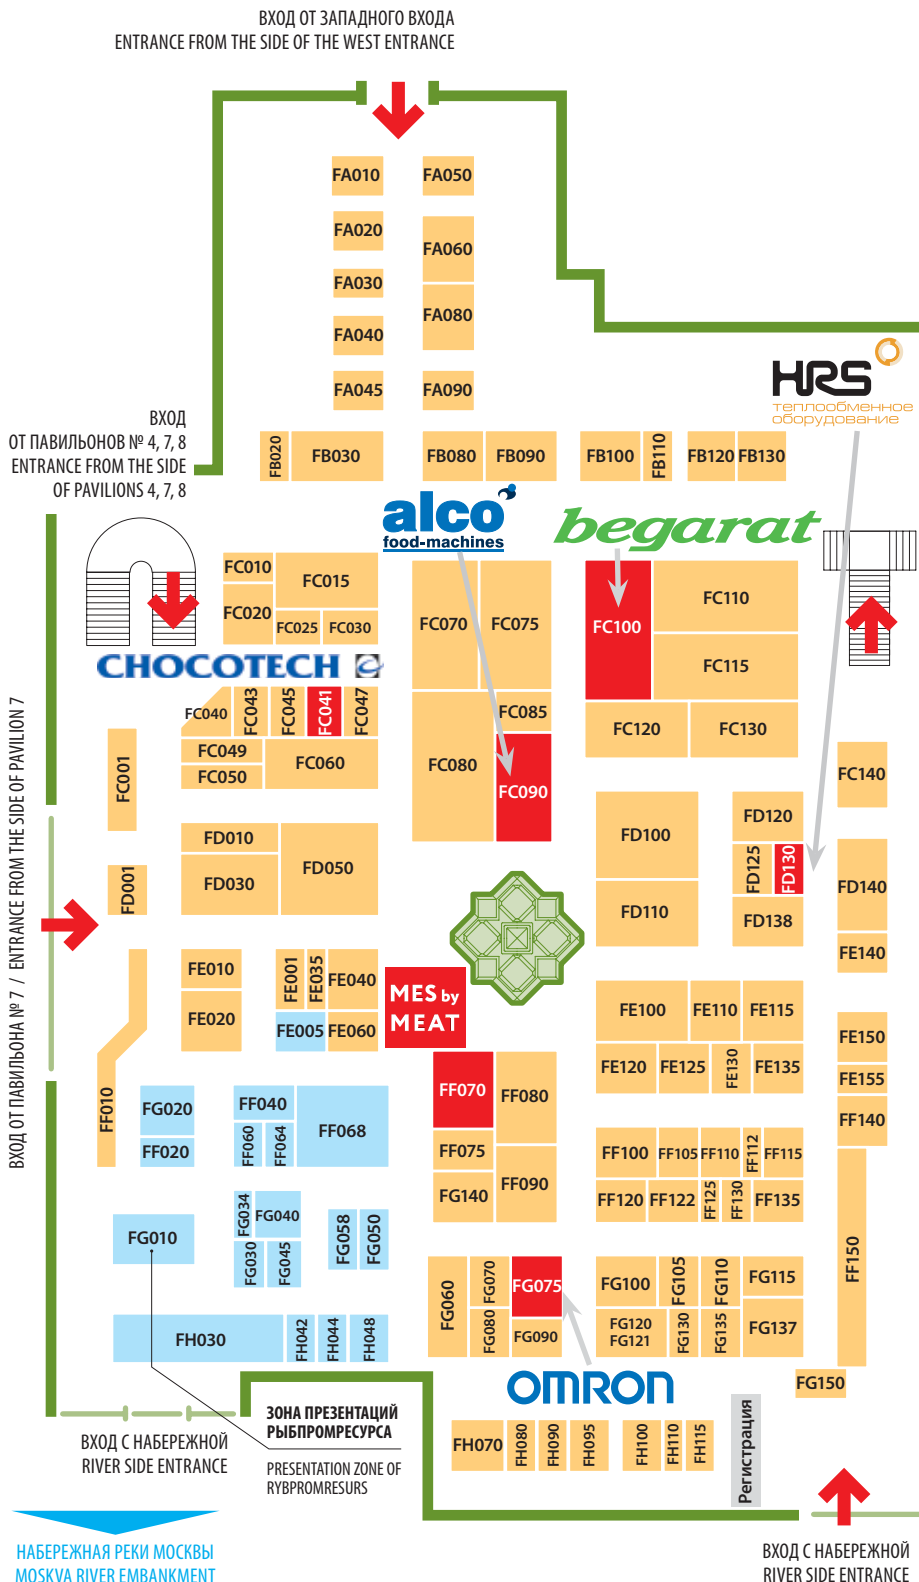 ВХОД ОТ ЗАПАДНОГО ВХОДА
ENTRANCE FROM THE SIDE OF THE WEST ENTRANCE
FA010
FA050
FA020
FA060
FA030
FA080
FA040
FA045
FA090
HRS
теплообменное
оборудование
ВХОД
ОТ ПАВИЛЬОНОВ № 4, 7, 8
ENTRANCE FROM THE SIDE
OF PAVILIONS 4, 7, 8
FB020
FB030
FB080
FB090
FB100
FB110
FB120
FB130
alco
food-machines
begarat
FC010
FC015
FC020
FC025
FC030
FC070
FC075
FC100
FC110
FC115
CHOCOTECH
FC040
FC043
FC045
FC041
FC047
FC085
FC120
FC130
FC049
FC050
FC060
FC080
FC090
FC001
FC140
ВХОД ОТ ПАВИЛЬОНА № 7 / ENTRANCE FROM THE SIDE OF PAVILION 7
FD010
FD030
FD050
FD001
FD100
FD110
FD120
FD125
FD130
FD138
FD140
FE140
FE010
FE020
FE001
FE035
FE040
FE005
FE060
MES by
MEAT
FE100
FE110
FE115
FE120
FE125
FE130
FE135
FE150
FE155
FF140
FF010
FG020
FF020
FF040
FF060
FF064
FF068
FF070
FF080
FF075
FF090
FG140
FF100
FF105
FF110
FF112
FF115
FF120
FF122
FF125
FF130
FF135
FF150
FG010
FG034
FG040
FG030
FG045
FG058
FG050
FG060
FG070
FG075
FG080
FG090
FG100
FG105
FG110
FG115
FG120
FG121
FG130
FG135
FG137
FH030
FH042
FH044
FH048
OMRON
FG150
ЗОНА ПРЕЗЕНТАЦИЙ
РЫБПРОМРЕСУРСА
PRESENTATION ZONE OF
RYBPROMRESURS
ВХОД С НАБЕРЕЖНОЙ
RIVER SIDE ENTRANCE
FH070
FH080
FH090
FH095
FH100
FH110
FH115
Регистрация
НАБЕРЕЖНАЯ РЕКИ МОСКВЫ
MOSKVA RIVER EMBANKMENT
ВХОД С НАБЕРЕЖНОЙ
RIVER SIDE ENTRANCE